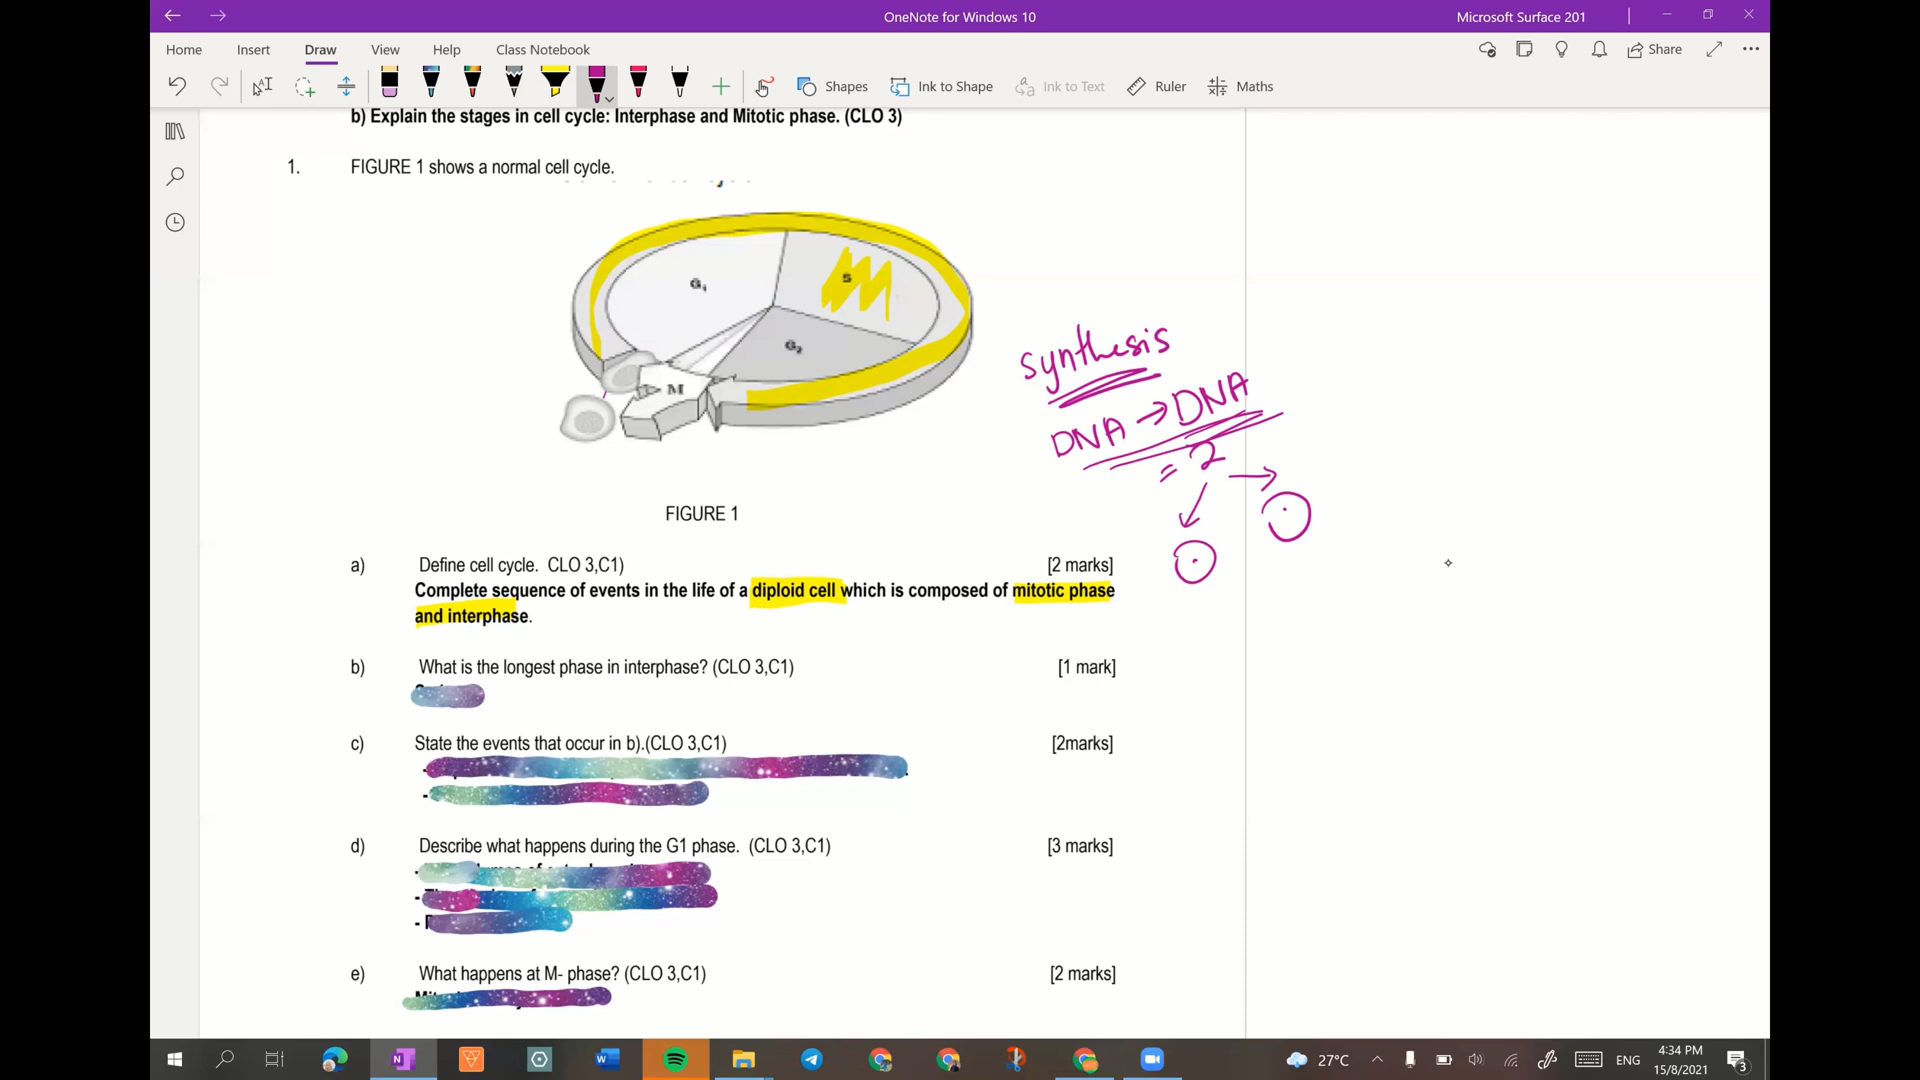 OneNote for Windows 10
Microsoft Surface 201
Home Insert Draw View Help Class Notebook
Share
Shapes Ink to Shape Ink to Text Ruler Maths
b) Explain the stages in cell cycle: Interphase and Mitotic phase. (CLO 3)
1. FIGURE 1 shows a normal cell cycle.
G1
S
G2
M
synthesis
DNA → DNA
= 2
FIGURE 1
a) Define cell cycle. CLO 3,C1) [2 marks]
Complete sequence of events in the life of a diploid cell which is composed of mitotic phase
and interphase.
b) What is the longest phase in interphase? (CLO 3,C1) [1 mark]
c) State the events that occur in b).(CLO 3,C1) [2marks]
-
-
d) Describe what happens during the G1 phase. (CLO 3,C1) [3 marks]
-
-
-
e) What happens at M- phase? (CLO 3,C1) [2 marks]
27°C
ENG
4:34 PM
15/8/2021
3